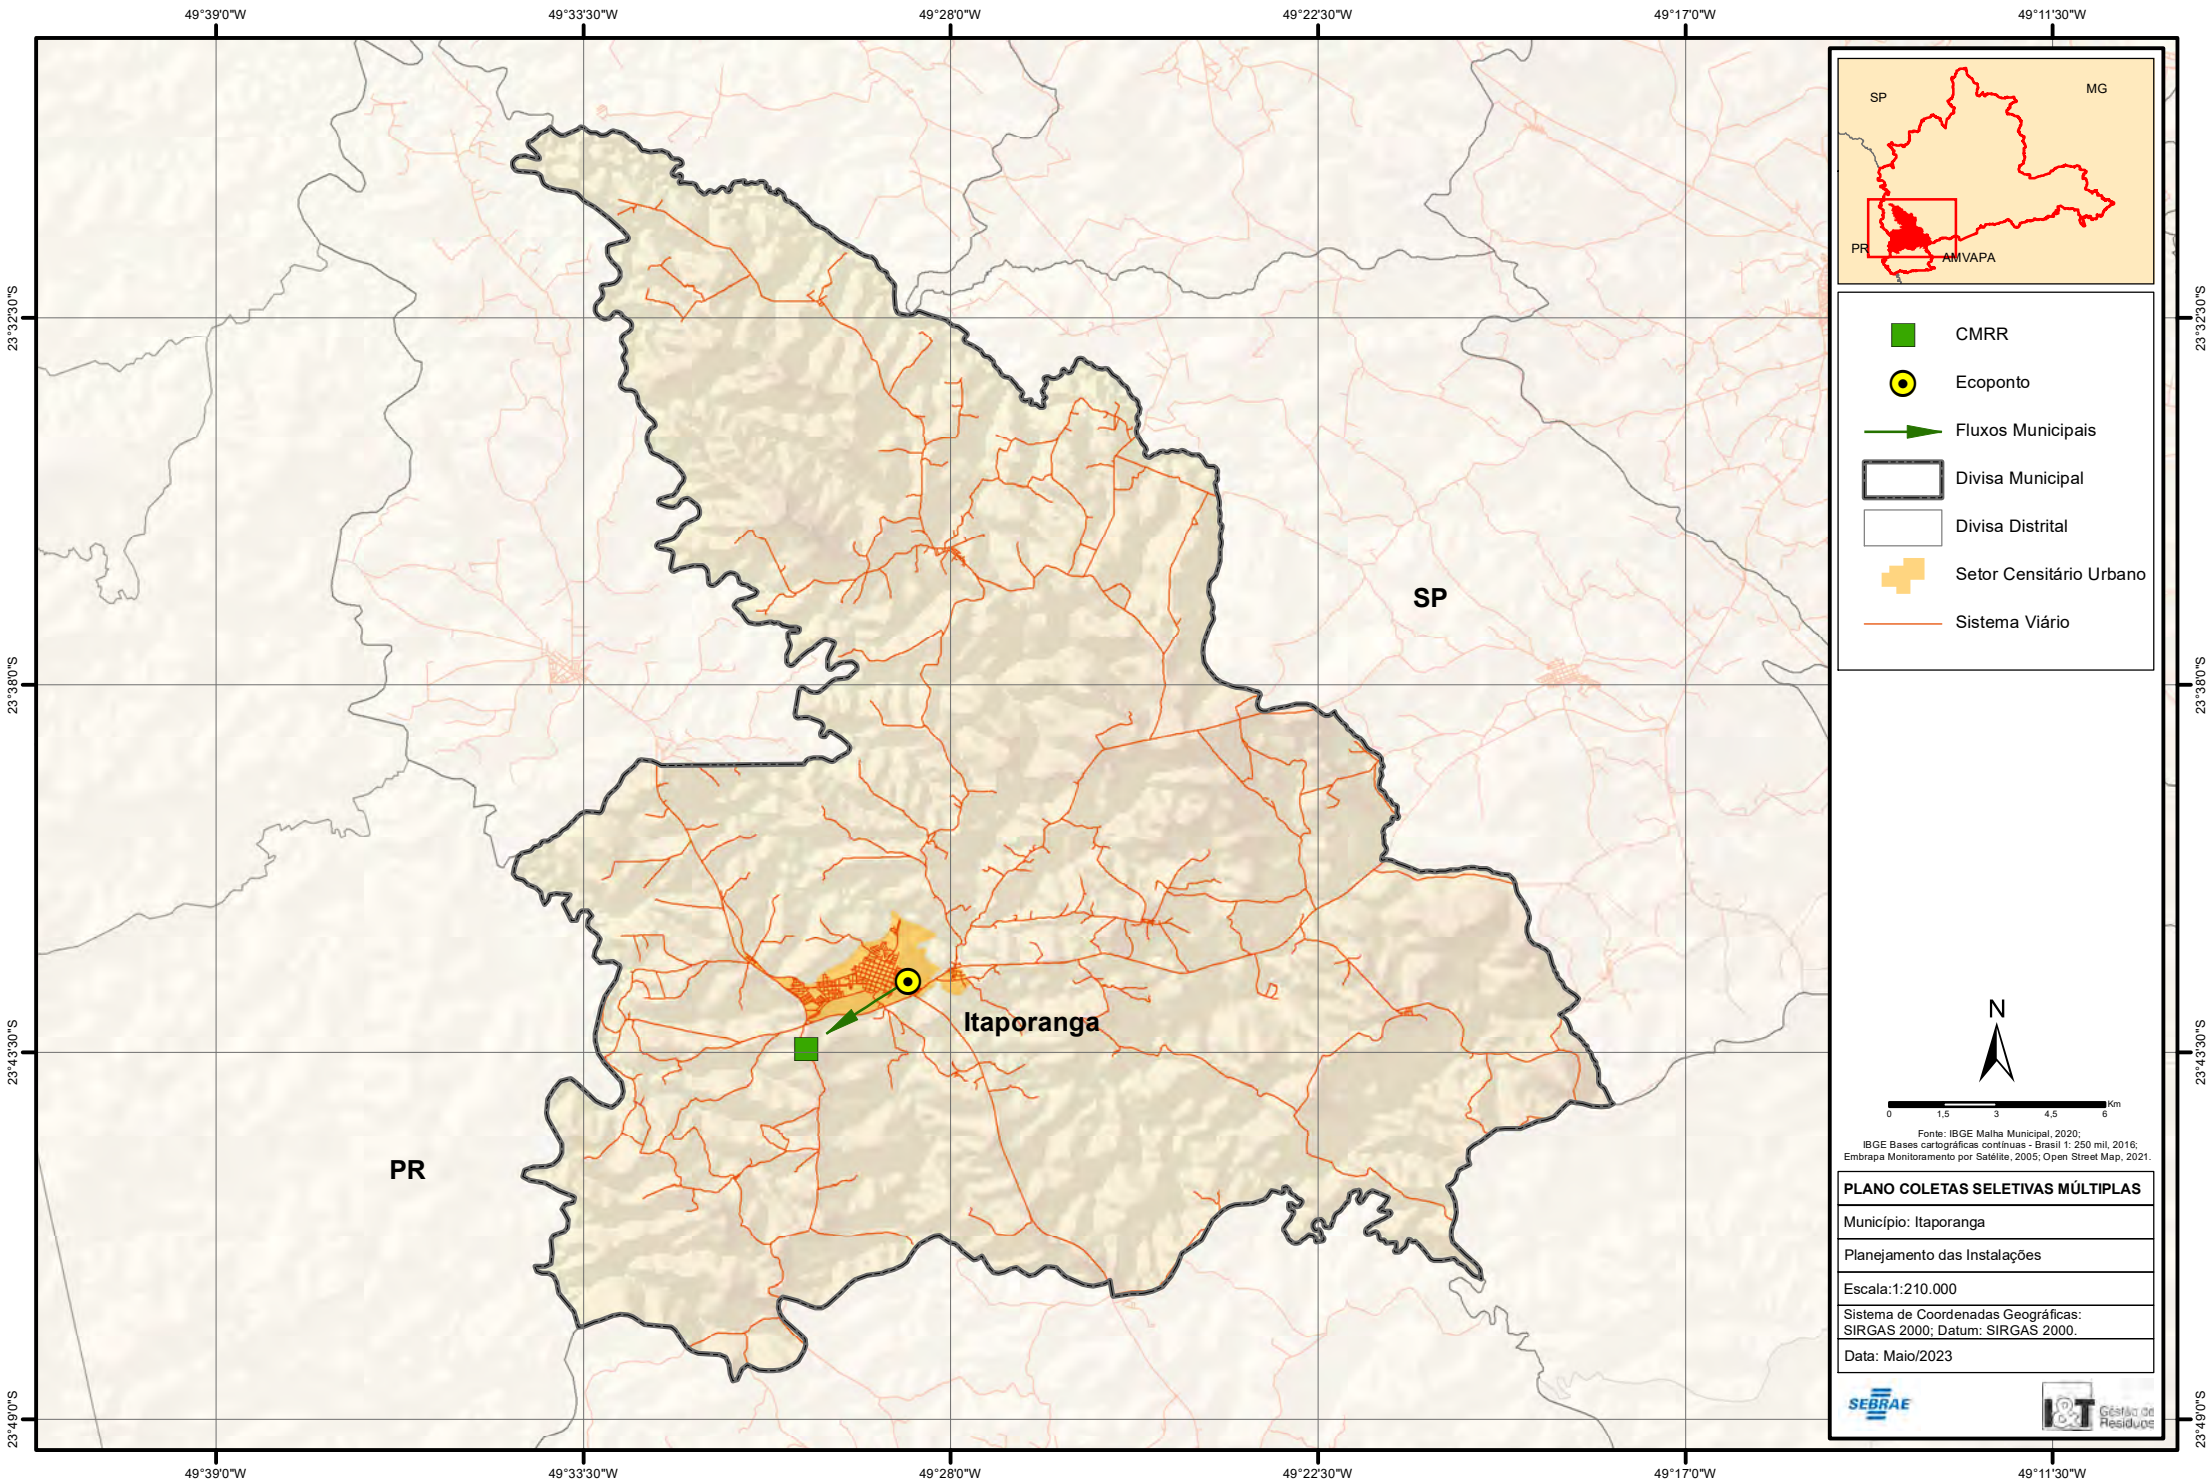 49°39'0"W
49°33'30"W
49°28'0"W
49°22'30"W
49°17'0"W
49°11'30"W
23°32'30"S
23°32'30"S
23°38'0"S
23°38'0"S
23°43'30"S
23°43'30"S
23°49'0"S
23°49'0"S
SP
PR
Itaporanga
SP
MG
PR
AMVAPA
CMRR
Ecoponto
Fluxos Municipais
Divisa Municipal
Divisa Distrital
Setor Censitário Urbano
Sistema Viário
N
Km
0 1,5 3 4,5 6
Fonte: IBGE Malha Municipal, 2020;
IBGE Bases cartográficas contínuas - Brasil 1: 250 mil, 2016;
Embrapa Monitoramento por Satélite, 2005; Open Street Map, 2021.
PLANO COLETAS SELETIVAS MÚLTIPLAS
Município: Itaporanga
Planejamento das Instalações
Escala:1:210.000
Sistema de Coordenadas Geográficas:
SIRGAS 2000; Datum: SIRGAS 2000.
Data: Maio/2023
SEBRAE
I&T Gestão de
Resíduos
49°39'0"W
49°33'30"W
49°28'0"W
49°22'30"W
49°17'0"W
49°11'30"W